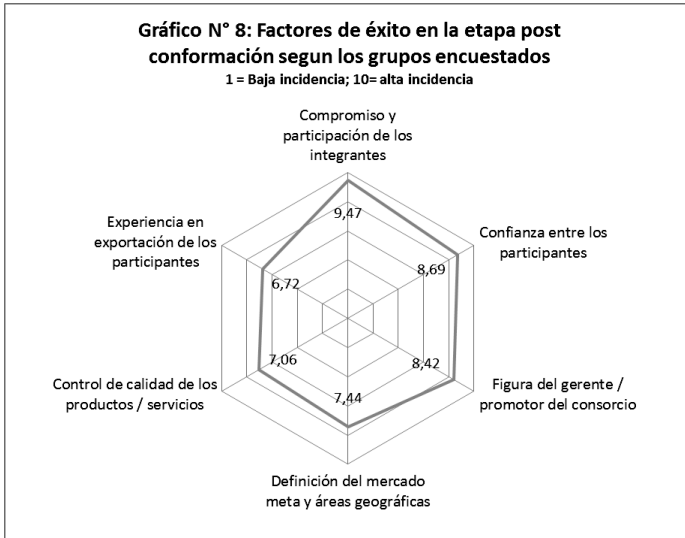 Gráfico N° 8: Factores de éxito en la etapa post
conformación segun los grupos encuestados
1 = Baja incidencia; 10= alta incidencia
Compromiso y
participación de los
integrantes
9,47
Confianza entre los
participantes
8,69
Figura del gerente /
promotor del consorcio
8,42
Definición del mercado
meta y áreas geográficas
7,44
Control de calidad de los
productos / servicios
7,06
Experiencia en
exportación de los
participantes
6,72